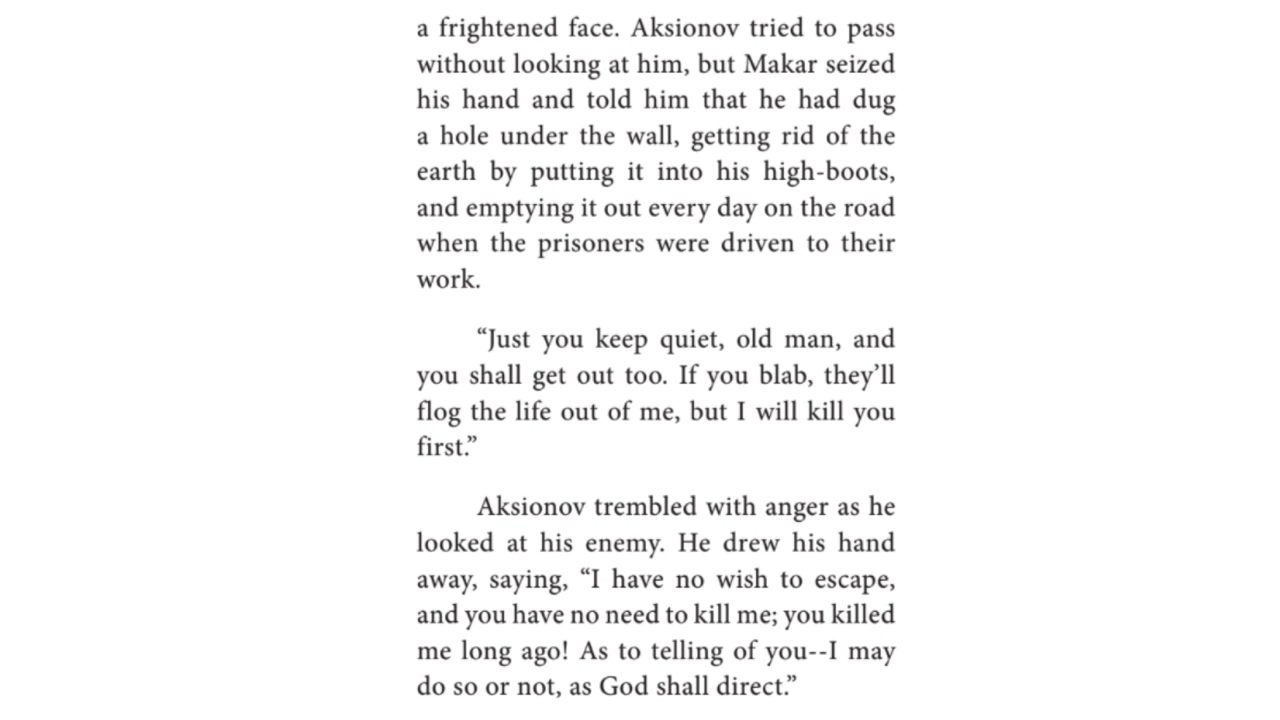 a frightened face. Aksionov tried to pass
without looking at him, but Makar seized
his hand and told him that he had dug
a hole under the wall, getting rid of the
earth by putting it into his high-boots,
and emptying it out every day on the road
when the prisoners were driven to their
work.
“Just you keep quiet, old man, and
you shall get out too. If you blab, they’ll
flog the life out of me, but I will kill you
first.”
Aksionov trembled with anger as he
looked at his enemy. He drew his hand
away, saying, “I have no wish to escape,
and you have no need to kill me; you killed
me long ago! As to telling of you--I may
do so or not, as God shall direct.”